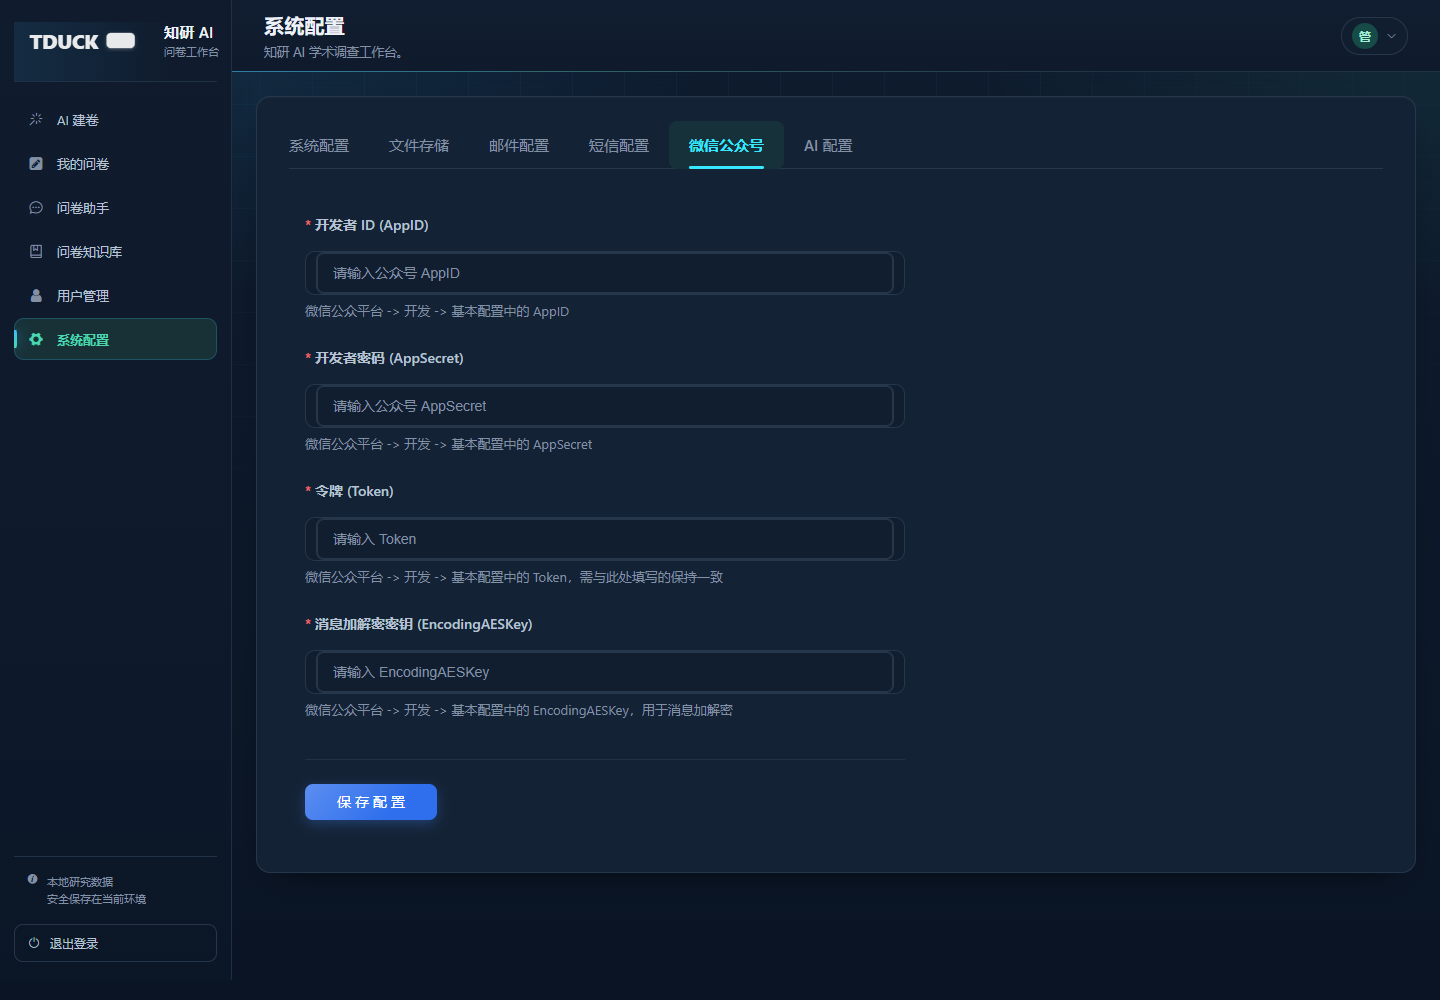 TDUCK
知研 AI
问卷工作台
AI 建卷
我的问卷
问卷助手
问卷知识库
用户管理
系统配置
本地研究数据
安全保存在当前环境
退出登录
系统配置
知研 AI 学术调查工作台。
管
系统配置
文件存储
邮件配置
短信配置
微信公众号
AI 配置
* 开发者 ID (AppID)
请输入公众号 AppID
微信公众平台 -> 开发 -> 基本配置中的 AppID
* 开发者密码 (AppSecret)
请输入公众号 AppSecret
微信公众平台 -> 开发 -> 基本配置中的 AppSecret
* 令牌 (Token)
请输入 Token
微信公众平台 -> 开发 -> 基本配置中的 Token，需与此处填写的保持一致
* 消息加解密密钥 (EncodingAESKey)
请输入 EncodingAESKey
微信公众平台 -> 开发 -> 基本配置中的 EncodingAESKey，用于消息加解密
保存配置